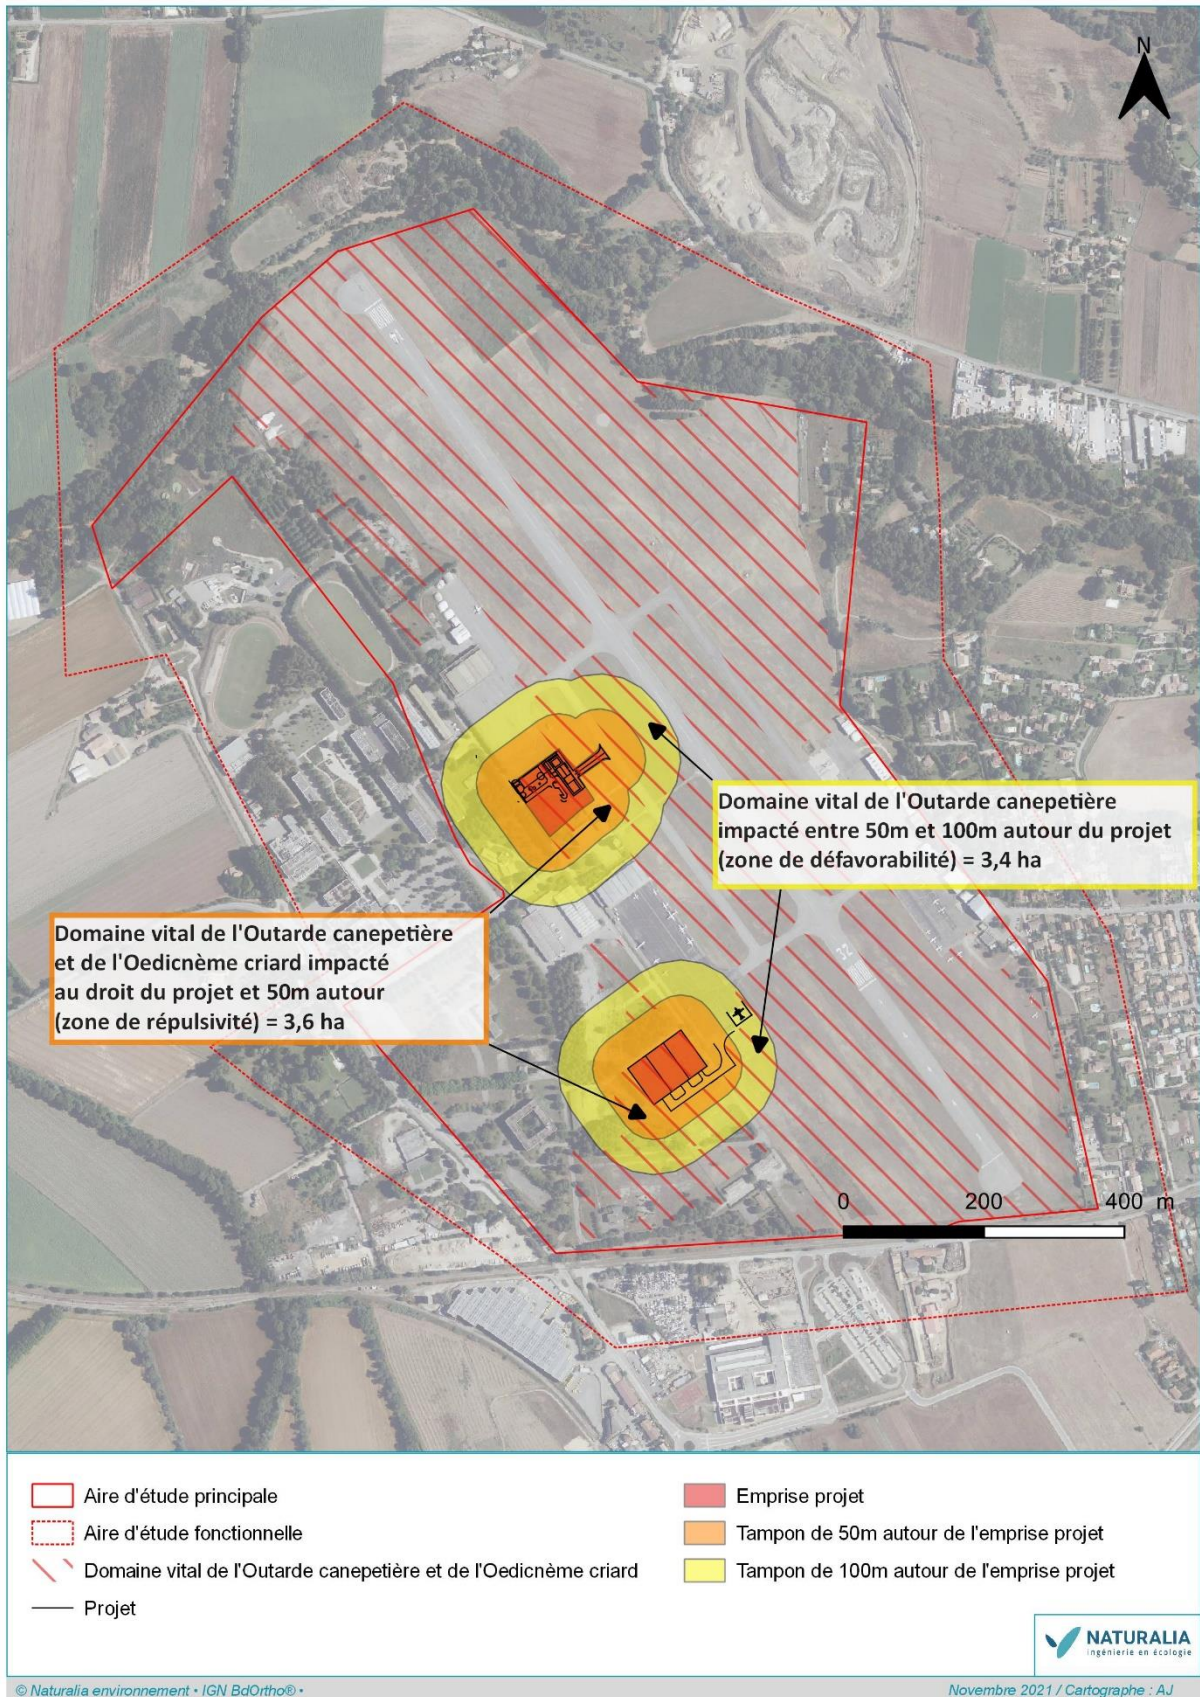 N
Domaine vital de l'Outarde canepetière
impacté entre 50m et 100m autour du projet
(zone de défavorabilité) = 3,4 ha
Domaine vital de l'Outarde canepetière
et de l'Oedicnème criard impacté
au droit du projet et 50m autour
(zone de répulsivité) = 3,6 ha
32
0 200 400 m
Aire d'étude principale
Aire d'étude fonctionnelle
Domaine vital de l'Outarde canepetière et de l'Oedicnème criard
Projet
Emprise projet
Tampon de 50m autour de l'emprise projet
Tampon de 100m autour de l'emprise projet
NATURALIA
ingénierie en écologie
© Naturalia environnement • IGN BdOrtho® •
Novembre 2021 / Cartographe : AJ